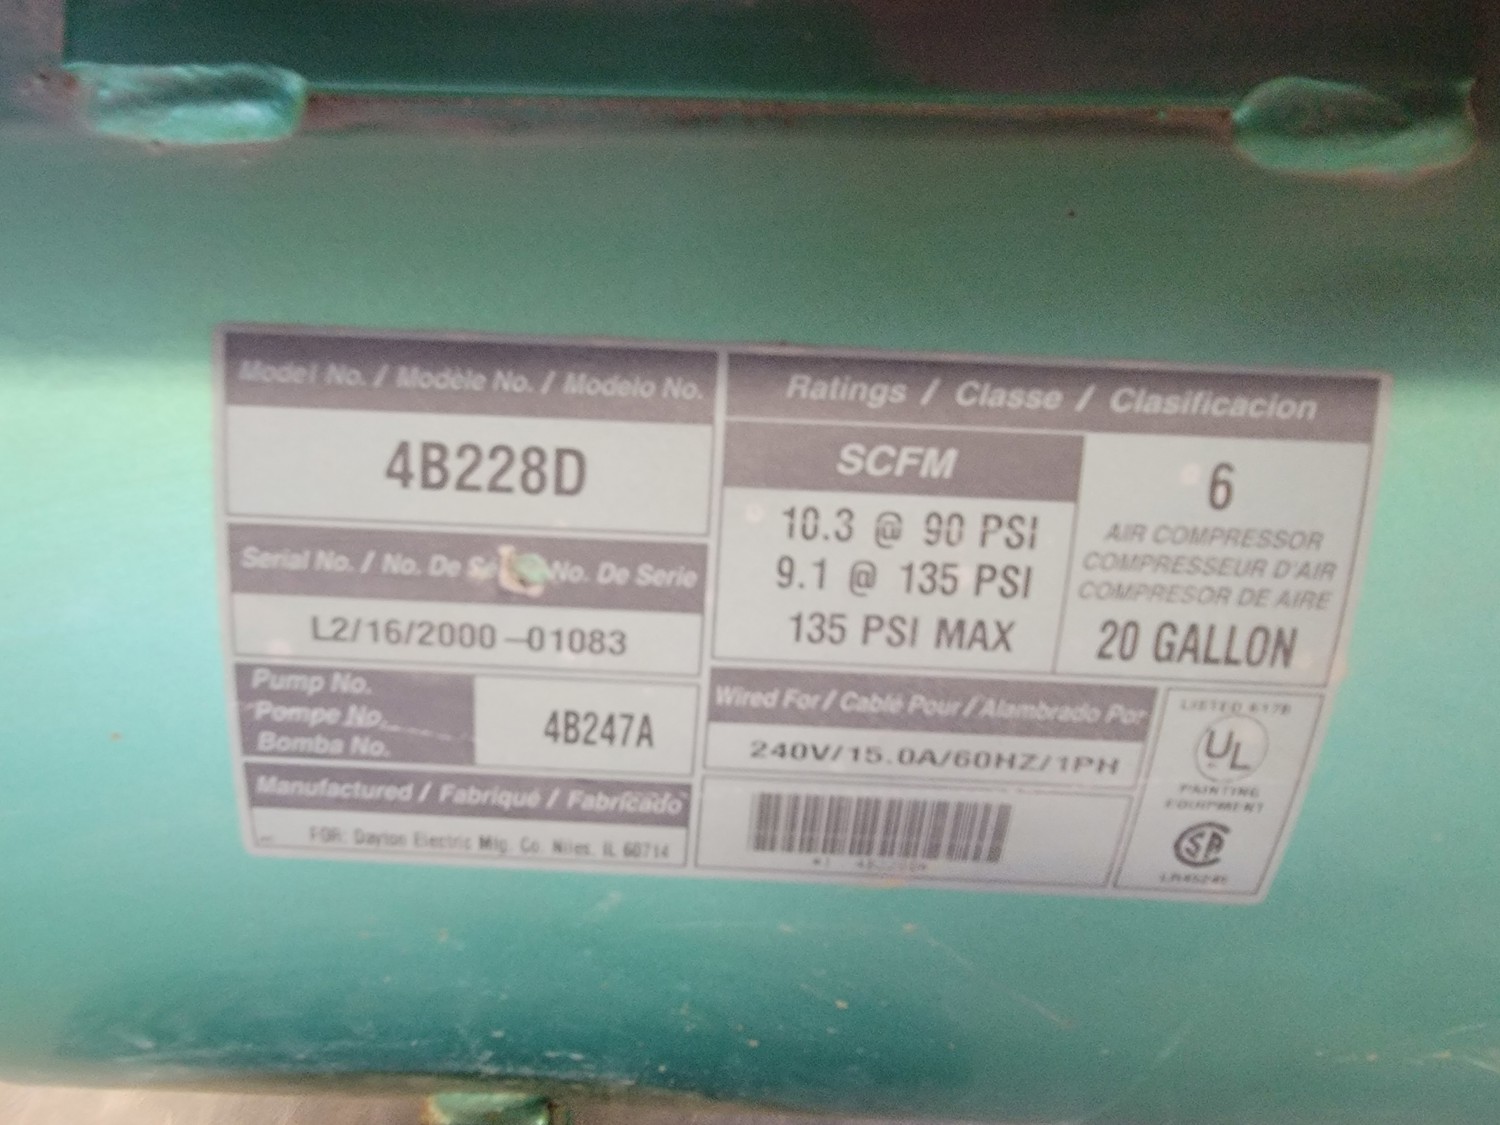 Model No. / Modèle No. / Modelo No.
4B228D
Serial No. / No. De No. De Serie
L2/16/2000 –01083
Pump No.
Pompe No.
Bomba No.
4B247A
Manufactured / Fabriqué / Fabricado
FOR: Dayton Electric Mfg. Co. Niles, IL 60714
Ratings / Classe / Clasificacion
SCFM
10.3 @ 90 PSI
9.1 @ 135 PSI
135 PSI MAX
6
AIR COMPRESSOR
COMPRESSEUR D'AIR
COMPRESOR DE AIRE
20 GALLON
Wired For / Cablé Pour / Alambrado Por
240V/15.0A/60HZ/1PH
LISTED 617B
UL
PAINTING
EQUIPMENT